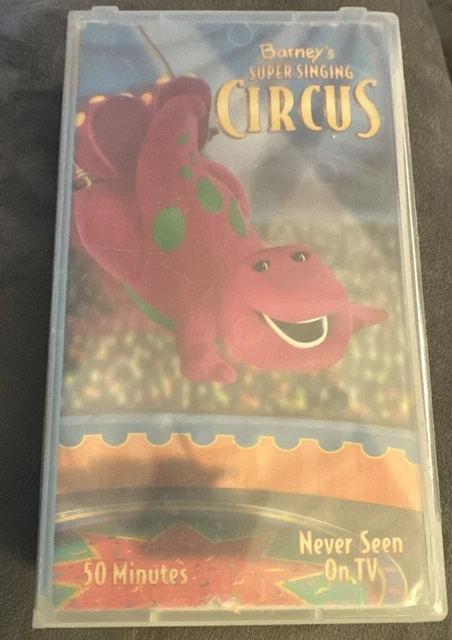 Barney's
SUPER SINGING
CIRCUS
50 Minutes
Never Seen
On TV